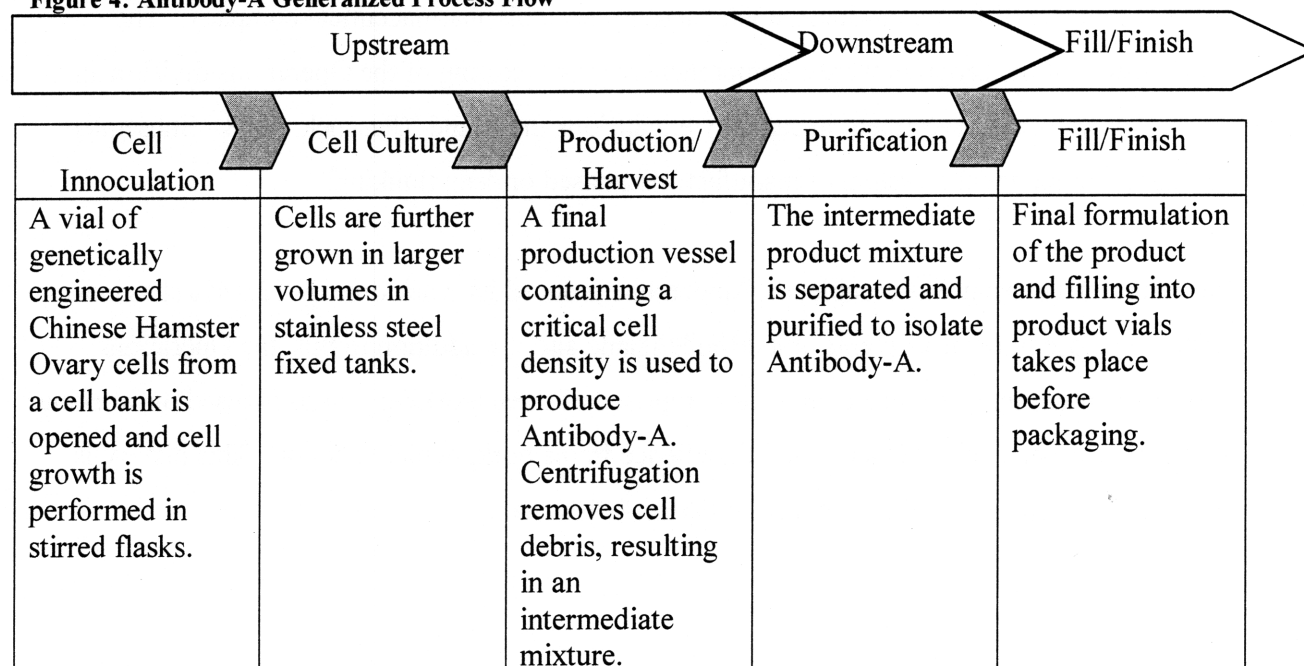 Figure 4: Antibody-A Generalized Process Flow
Upstream
Downstream
Fill/Finish
Cell
Innoculation
Cell Culture
Production/
Harvest
Purification
Fill/Finish
A vial of
genetically
engineered
Chinese Hamster
Ovary cells from
a cell bank is
opened and cell
growth is
performed in
stirred flasks.
Cells are further
grown in larger
volumes in
stainless steel
fixed tanks.
A final
production vessel
containing a
critical cell
density is used to
produce
Antibody-A.
Centrifugation
removes cell
debris, resulting
in an
intermediate
mixture.
The intermediate
product mixture
is separated and
purified to isolate
Antibody-A.
Final formulation
of the product
and filling into
product vials
takes place
before
packaging.